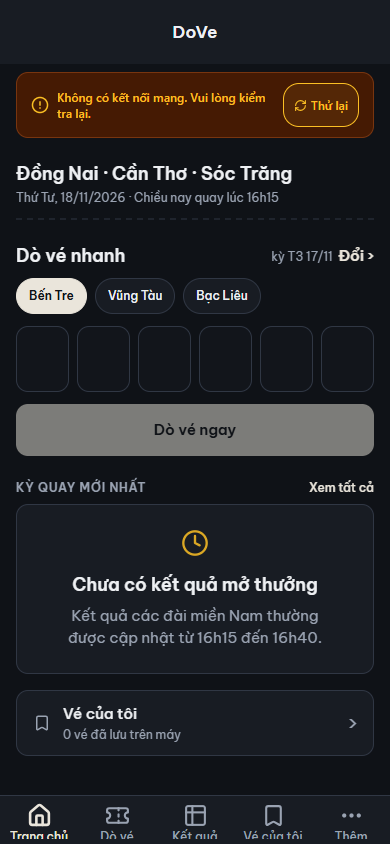 DoVe
Không có kết nối mạng. Vui lòng kiểm
tra lại.
Thử lại
Đồng Nai · Cần Thơ · Sóc Trăng
Thứ Tư, 18/11/2026 · Chiều nay quay lúc 16h15
Dò vé nhanh
kỳ T3 17/11 Đổi ›
Bến Tre
Vũng Tàu
Bạc Liêu
Dò vé ngay
KỲ QUAY MỚI NHẤT
Xem tất cả
Chưa có kết quả mở thưởng
Kết quả các đài miền Nam thường
được cập nhật từ 16h15 đến 16h40.
Vé của tôi
0 vé đã lưu trên máy
Trang chủ
Dò vé
Kết quả
Vé của tôi
Thêm